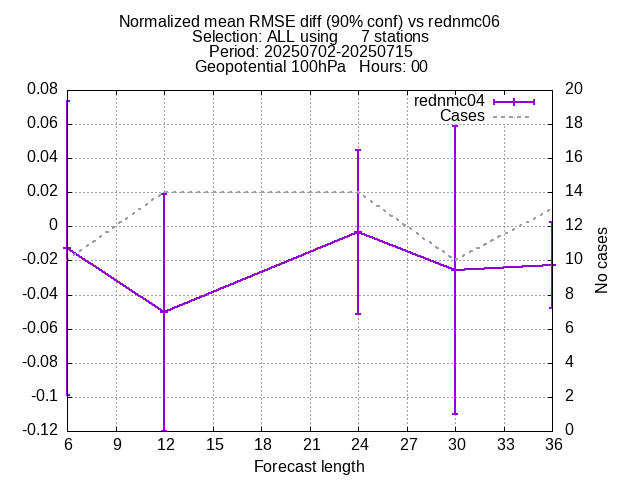 Normalized mean RMSE diff (90% conf) vs rednmc06
Selection: ALL using     7 stations
Period: 20250702-20250715
Geopotential 100hPa   Hours: 00
rednmc04
Cases
0.08
0.06
0.04
0.02
0
-0.02
-0.04
-0.06
-0.08
-0.1
-0.12
20
18
16
14
12
10
8
6
4
2
0
No cases
6 9 12 15 18 21 24 27 30 33 36
Forecast length